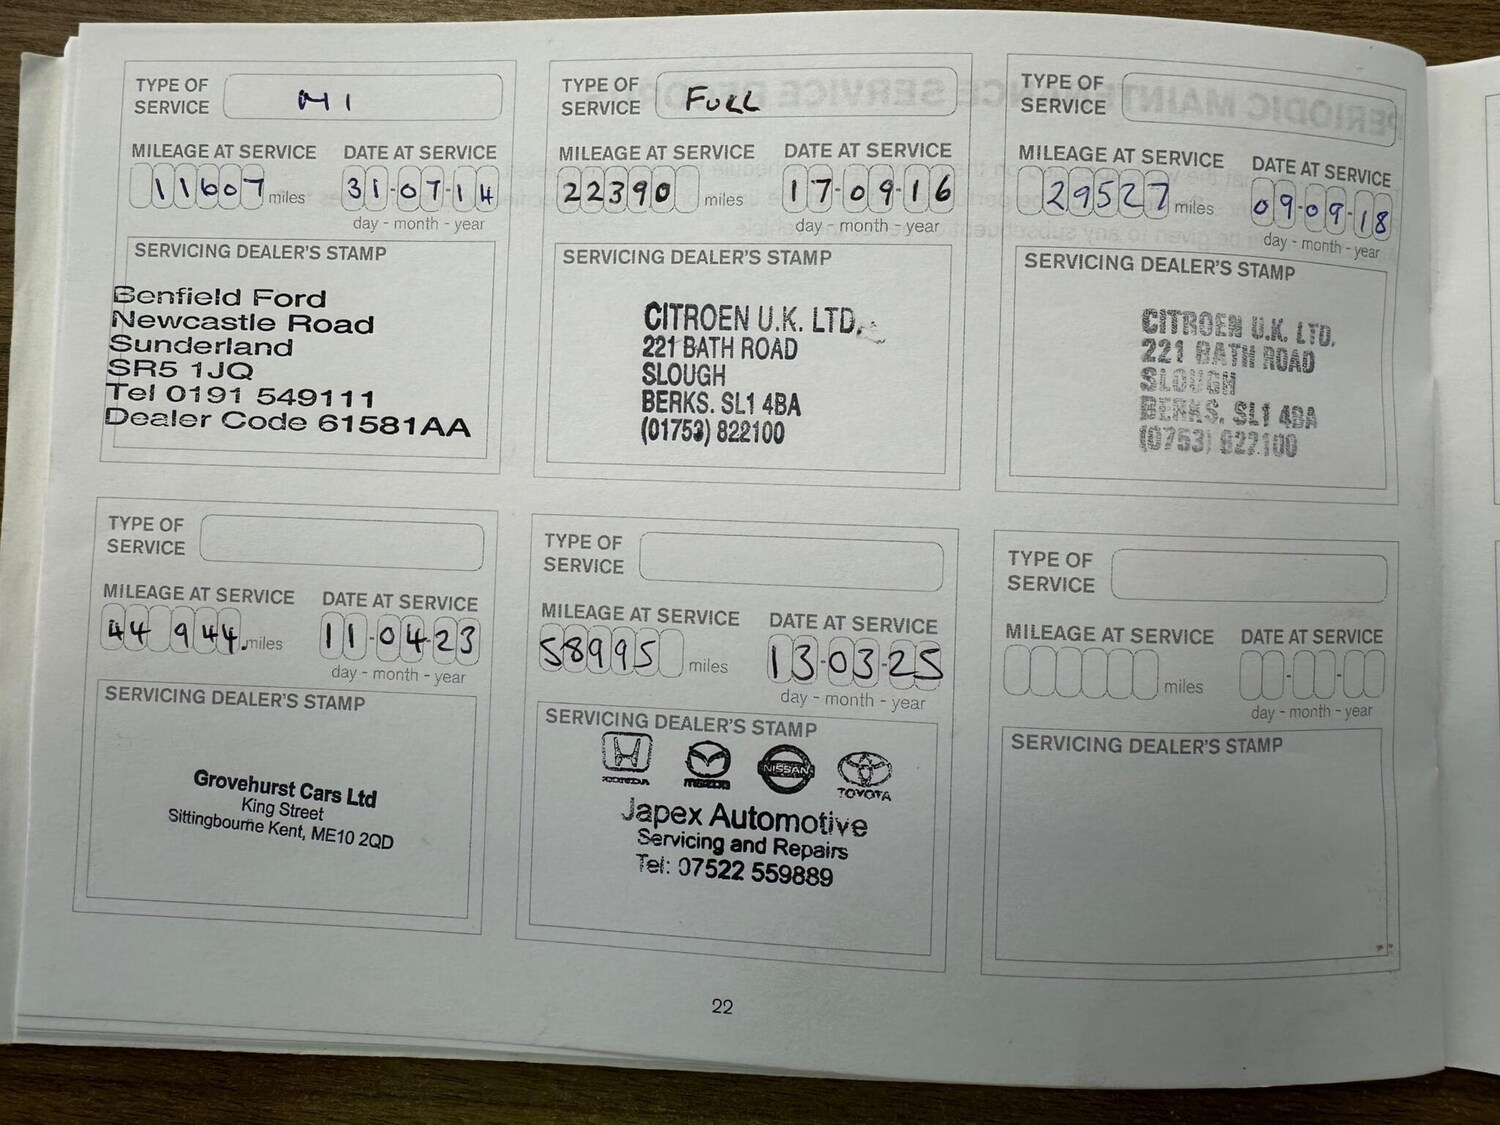 TYPE OF SERVICE M1
MILEAGE AT SERVICE DATE AT SERVICE
11607 miles 31-07-14
day - month - year
SERVICING DEALER'S STAMP
Benfield Ford
Newcastle Road
Sunderland
SR5 1JQ
Tel 0191 549111
Dealer Code 61581AA
TYPE OF SERVICE FULL
MILEAGE AT SERVICE DATE AT SERVICE
22390 miles 17-09-16
day - month - year
SERVICING DEALER'S STAMP
CITROEN U.K. LTD.
221 BATH ROAD
SLOUGH
BERKS. SL1 4BA
(01753) 822100
TYPE OF SERVICE
MILEAGE AT SERVICE DATE AT SERVICE
29527 miles 09-09-18
day - month - year
SERVICING DEALER'S STAMP
CITROEN U.K. LTD.
221 BATH ROAD
SLOUGH
BERKS. SL1 4BA
(0753) 822100
TYPE OF SERVICE
MILEAGE AT SERVICE DATE AT SERVICE
44 944 miles 11-04-23
day - month - year
SERVICING DEALER'S STAMP
Grovehurst Cars Ltd
King Street
Sittingbourne Kent, ME10 2QD
TYPE OF SERVICE
MILEAGE AT SERVICE DATE AT SERVICE
58995 miles 13-03-25
day - month - year
SERVICING DEALER'S STAMP
HONDA MAZDA NISSAN TOYOTA
Japex Automotive
Servicing and Repairs
Tel: 07522 559889
TYPE OF SERVICE
MILEAGE AT SERVICE DATE AT SERVICE
miles - -
day - month - year
SERVICING DEALER'S STAMP
22